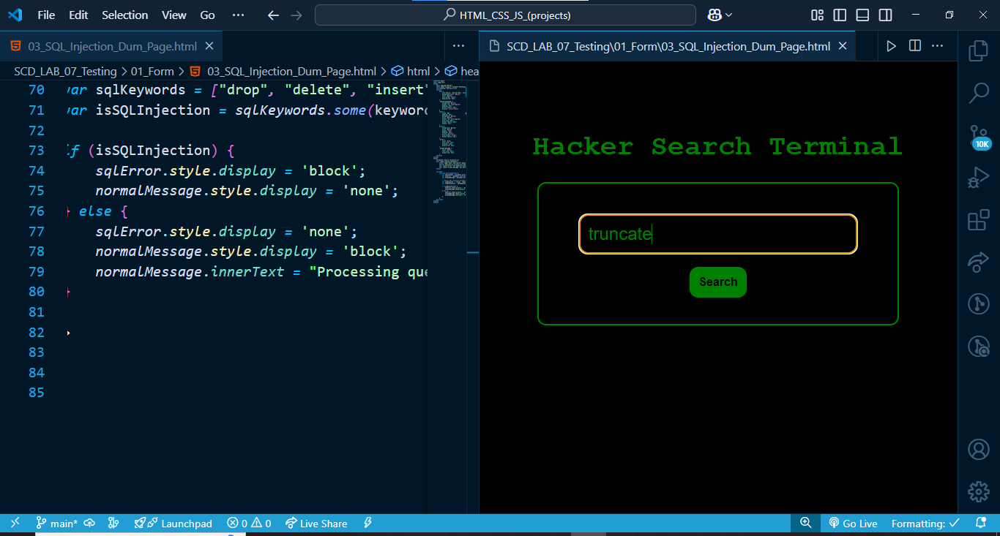 File Edit Selection View Go ··· HTML_CSS_JS_(projects)
03_SQL_Injection_Dum_Page.html
SCD_LAB_07_Testing\01_Form\03_SQL_Injection_Dum_Page.html
SCD_LAB_07_Testing > 01_Form > 03_SQL_Injection_Dum_Page.html > html > hea
70 var sqlKeywords = ["drop", "delete", "insert"
71 var isSQLInjection = sqlKeywords.some(keyword
72
73 if (isSQLInjection) {
74 sqlError.style.display = 'block';
75 normalMessage.style.display = 'none';
76 } else {
77 sqlError.style.display = 'none';
78 normalMessage.style.display = 'block';
79 normalMessage.innerText = "Processing que
80 }
81
82
83
84
85
Hacker Search Terminal
truncate
Search
10K
main* Launchpad 0 0 Live Share Go Live Formatting: ✓